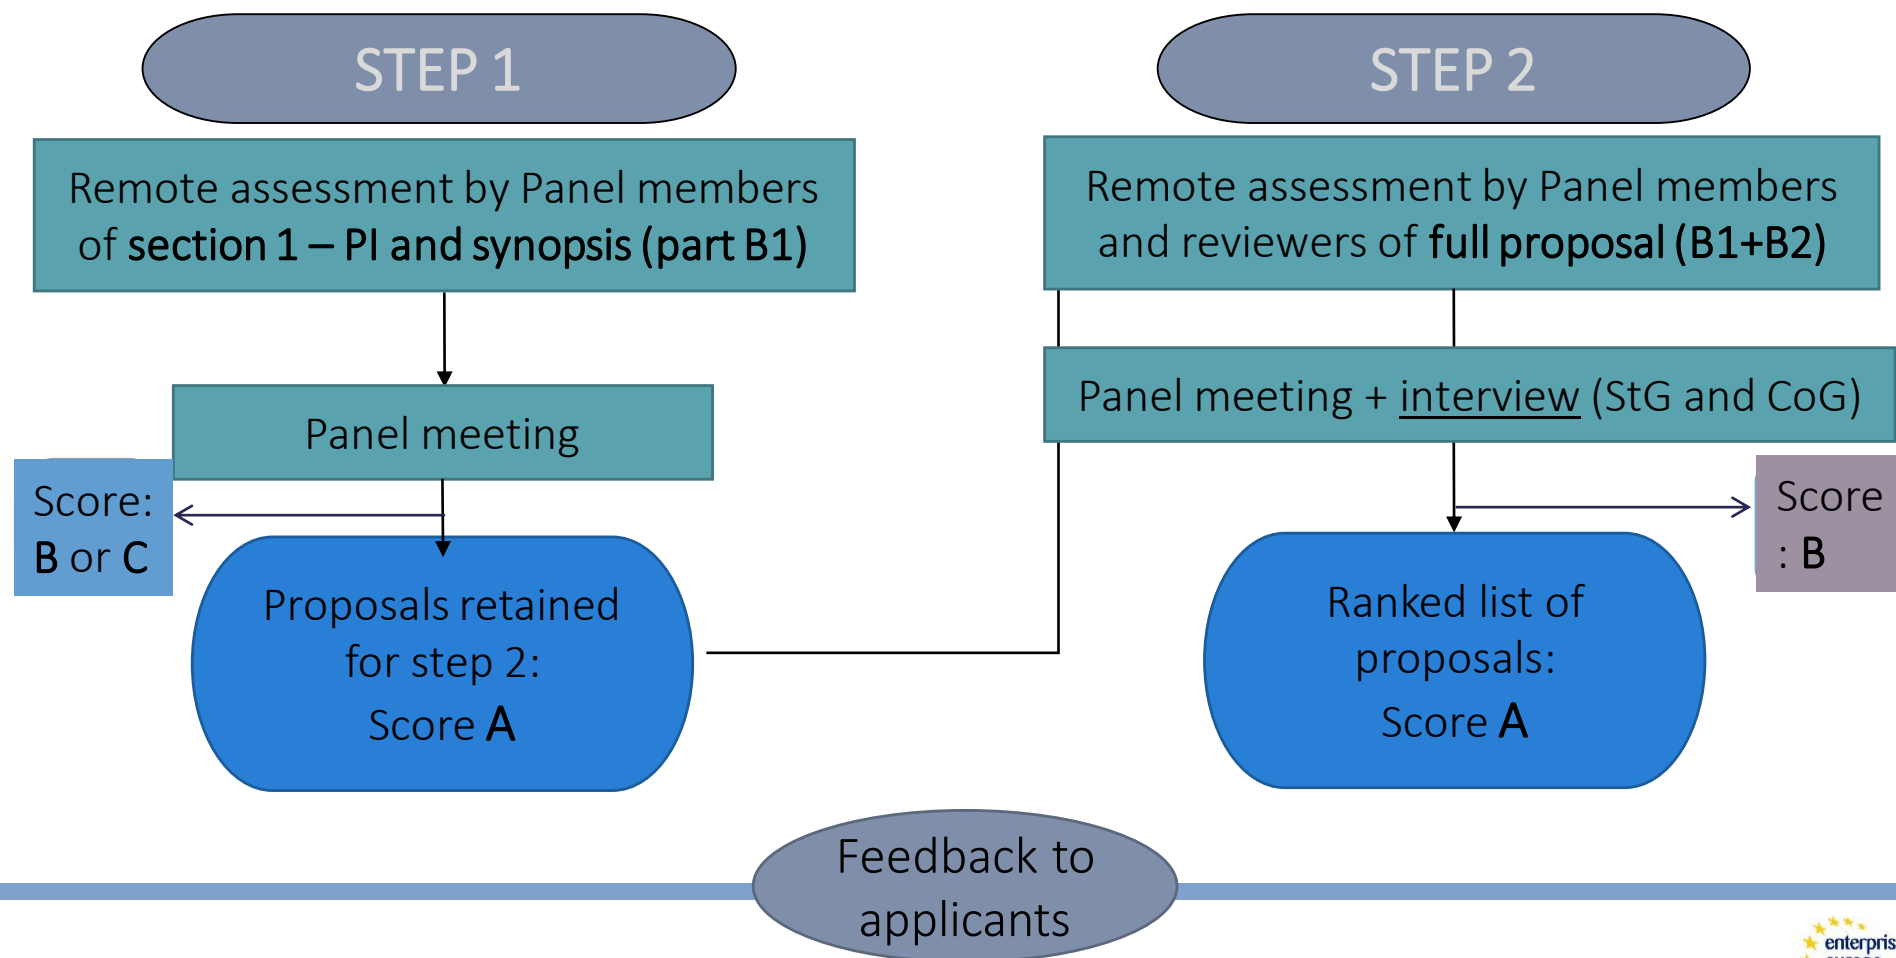 STEP 1
Remote assessment by Panel members
of section 1 – PI and synopsis (part B1)
Panel meeting
Score:
B or C
Proposals retained
for step 2:
Score A
STEP 2
Remote assessment by Panel members
and reviewers of full proposal (B1+B2)
Panel meeting + interview (StG and CoG)
Score
: B
Ranked list of
proposals:
Score A
Feedback to
applicants
enterpris